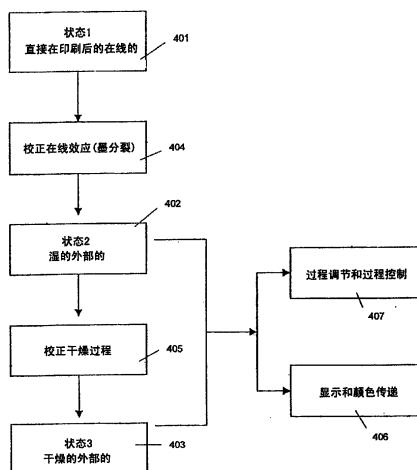 状态1
直接在印刷后的在线的
401
校正在线效应(墨分裂)
404
402
状态2
湿的外部的
过程调节和过程控制
407
校正干燥过程
405
显示和颜色传递
406
状态3
干燥的外部的
403